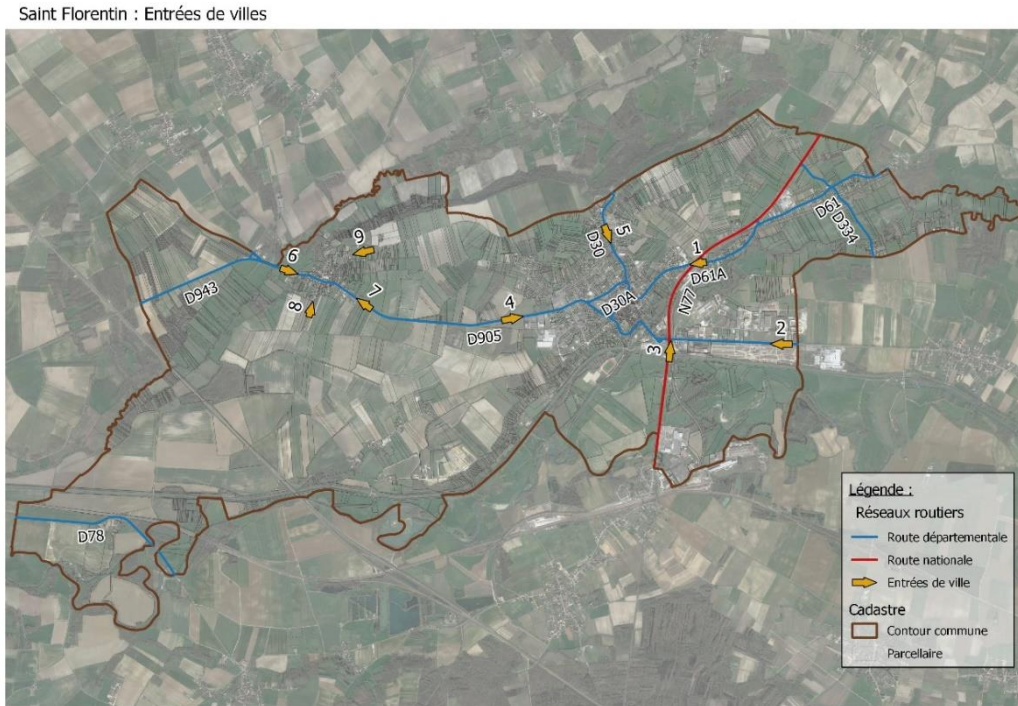 Saint Florentin : Entrées de villes
D61
D334
5
D30
9
1
6
D61A
D943
7
D30A
N77
8
4
D905
2
3
D78
Légende :
Réseaux routiers
Route départementale
Route nationale
Entrées de ville
Cadastre
Contour commune
Parcellaire